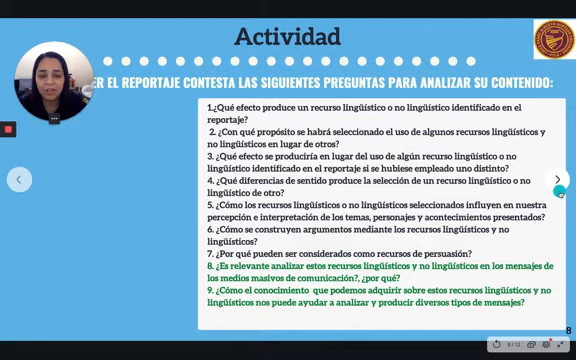 Actividad
ER EL REPORTAJE CONTESTA LAS SIGUIENTES PREGUNTAS PARA ANALIZAR SU CONTENIDO:
1.¿Qué efecto produce un recurso lingüístico o no lingüístico identificado en el
reportaje?
2. ¿Con qué propósito se habrá seleccionado el uso de algunos recursos lingüísticos y
no lingüísticos en lugar de otros?
3. ¿Qué efecto se produciría en lugar del uso de algún recurso lingüístico o no
lingüístico identificado en el reportaje si se hubiese empleado uno distinto?
4. ¿Qué diferencias de sentido produce la selección de un recurso lingüístico o no
lingüístico de otro?
5. ¿Cómo los recursos lingüísticos o no lingüísticos seleccionados influyen en nuestra
percepción e interpretación de los temas, personajes y acontecimientos presentados?
6. ¿Cómo se construyen argumentos mediante los recursos lingüísticos y no
lingüísticos?
7. ¿Por qué pueden ser considerados como recursos de persuasión?
8. ¿Es relevante analizar estos recursos lingüísticos y no lingüísticos en los mensajes de
los medios masivos de comunicación?, ¿por qué?
9. ¿Cómo el conocimiento que podemos adquirir sobre estos recursos lingüísticos y no
lingüísticos nos puede ayudar a analizar y producir diversos tipos de mensajes?
8
8/12